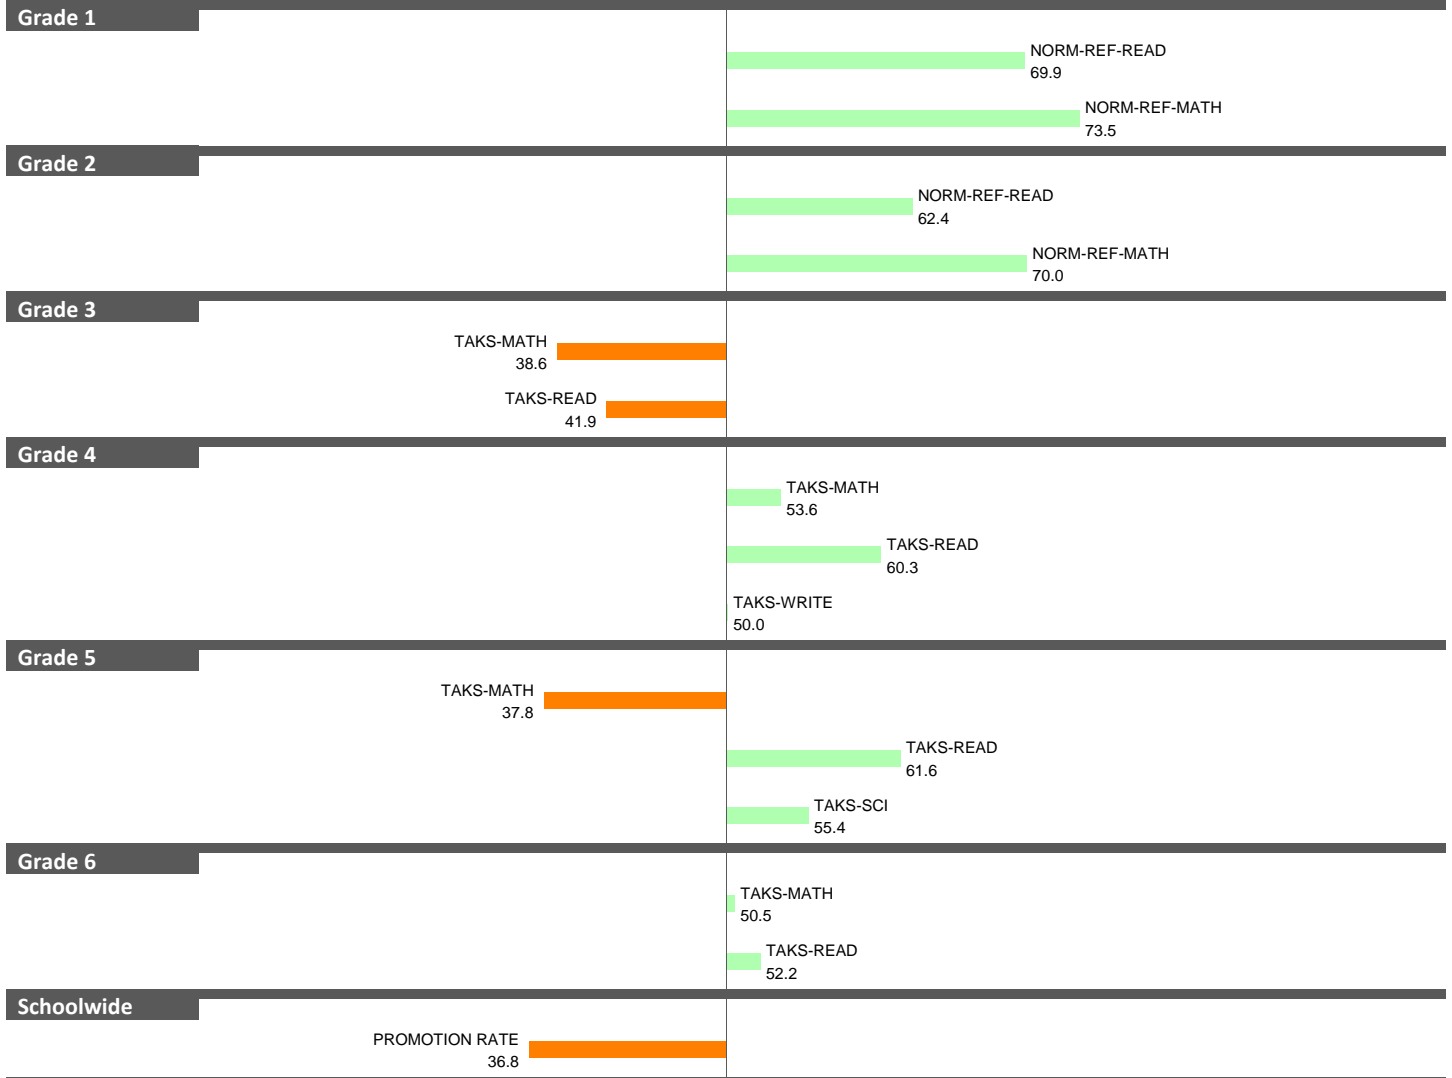 Grade 1
NORM-REF-READ
69.9
NORM-REF-MATH
73.5
Grade 2
NORM-REF-READ
62.4
NORM-REF-MATH
70.0
Grade 3
TAKS-MATH
38.6
TAKS-READ
41.9
Grade 4
TAKS-MATH
53.6
TAKS-READ
60.3
TAKS-WRITE
50.0
Grade 5
TAKS-MATH
37.8
TAKS-READ
61.6
TAKS-SCI
55.4
Grade 6
TAKS-MATH
50.5
TAKS-READ
52.2
Schoolwide
PROMOTION RATE
36.8